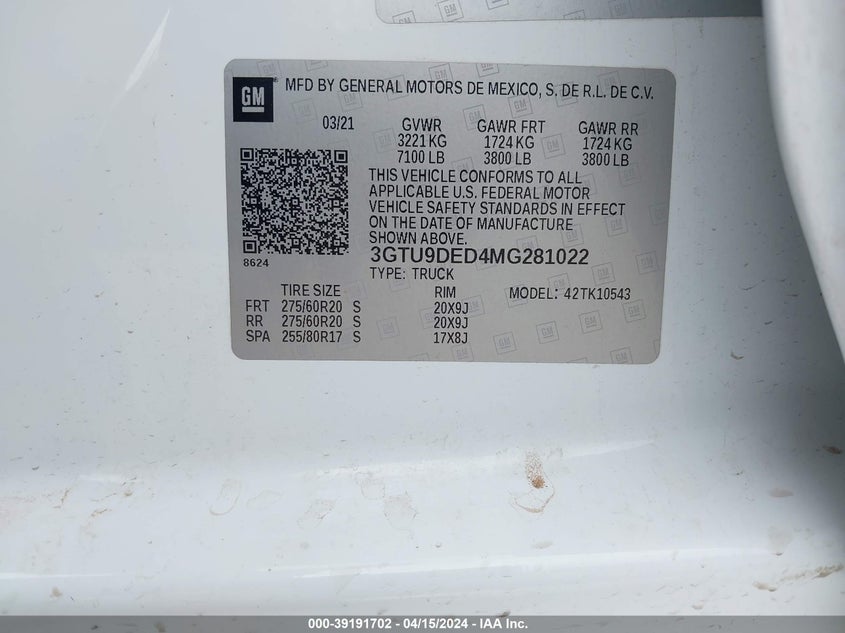 GM
MFD BY GENERAL MOTORS DE MEXICO, S. DE R.L. DE C.V.
03/21 GVWR GAWR FRT GAWR RR
3221 KG 1724 KG 1724 KG
7100 LB 3800 LB 3800 LB
THIS VEHICLE CONFORMS TO ALL
APPLICABLE U.S. FEDERAL MOTOR
VEHICLE SAFETY STANDARDS IN EFFECT
ON THE DATE OF MANUFACTURE
SHOWN ABOVE.
8624
3GTU9DED4MG281022
TYPE: TRUCK
TIRE SIZE RIM MODEL: 42TK10543
FRT 275/60R20 S 20X9J
RR 275/60R20 S 20X9J
SPA 255/80R17 S 17X8J
000-39191702 - 04/15/2024 - IAA Inc.